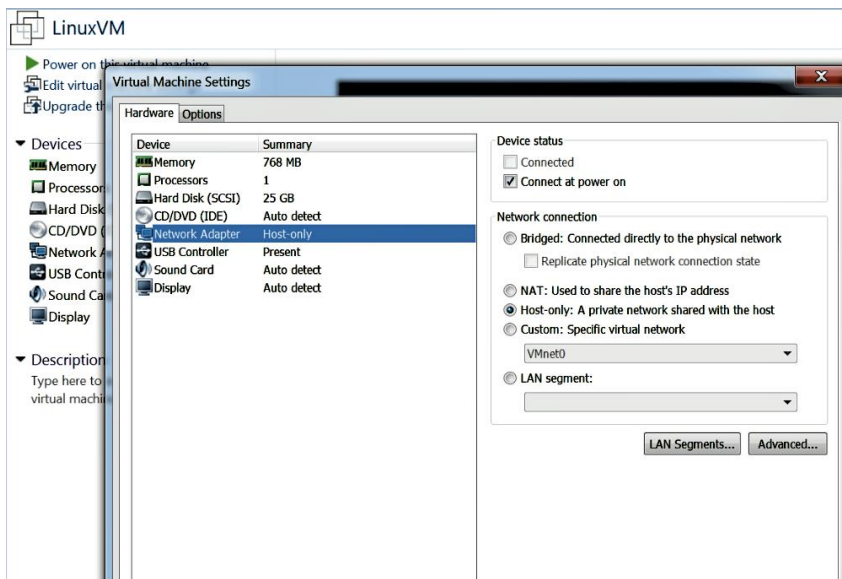 LinuxVM
Power on this virtual machine
Edit virtual
Upgrade th
Devices
Memory
Processor
Hard Disk
CD/DVD (
Network A
USB Contr
Sound Ca
Display
Description
Type here to
virtual machi
Virtual Machine Settings
Hardware Options
Device Summary
Memory 768 MB
Processors 1
Hard Disk (SCSI) 25 GB
CD/DVD (IDE) Auto detect
Network Adapter Host-only
USB Controller Present
Sound Card Auto detect
Display Auto detect
Device status
Connected
Connect at power on
Network connection
Bridged: Connected directly to the physical network
Replicate physical network connection state
NAT: Used to share the host's IP address
Host-only: A private network shared with the host
Custom: Specific virtual network
VMnet0
LAN segment:
LAN Segments... Advanced...